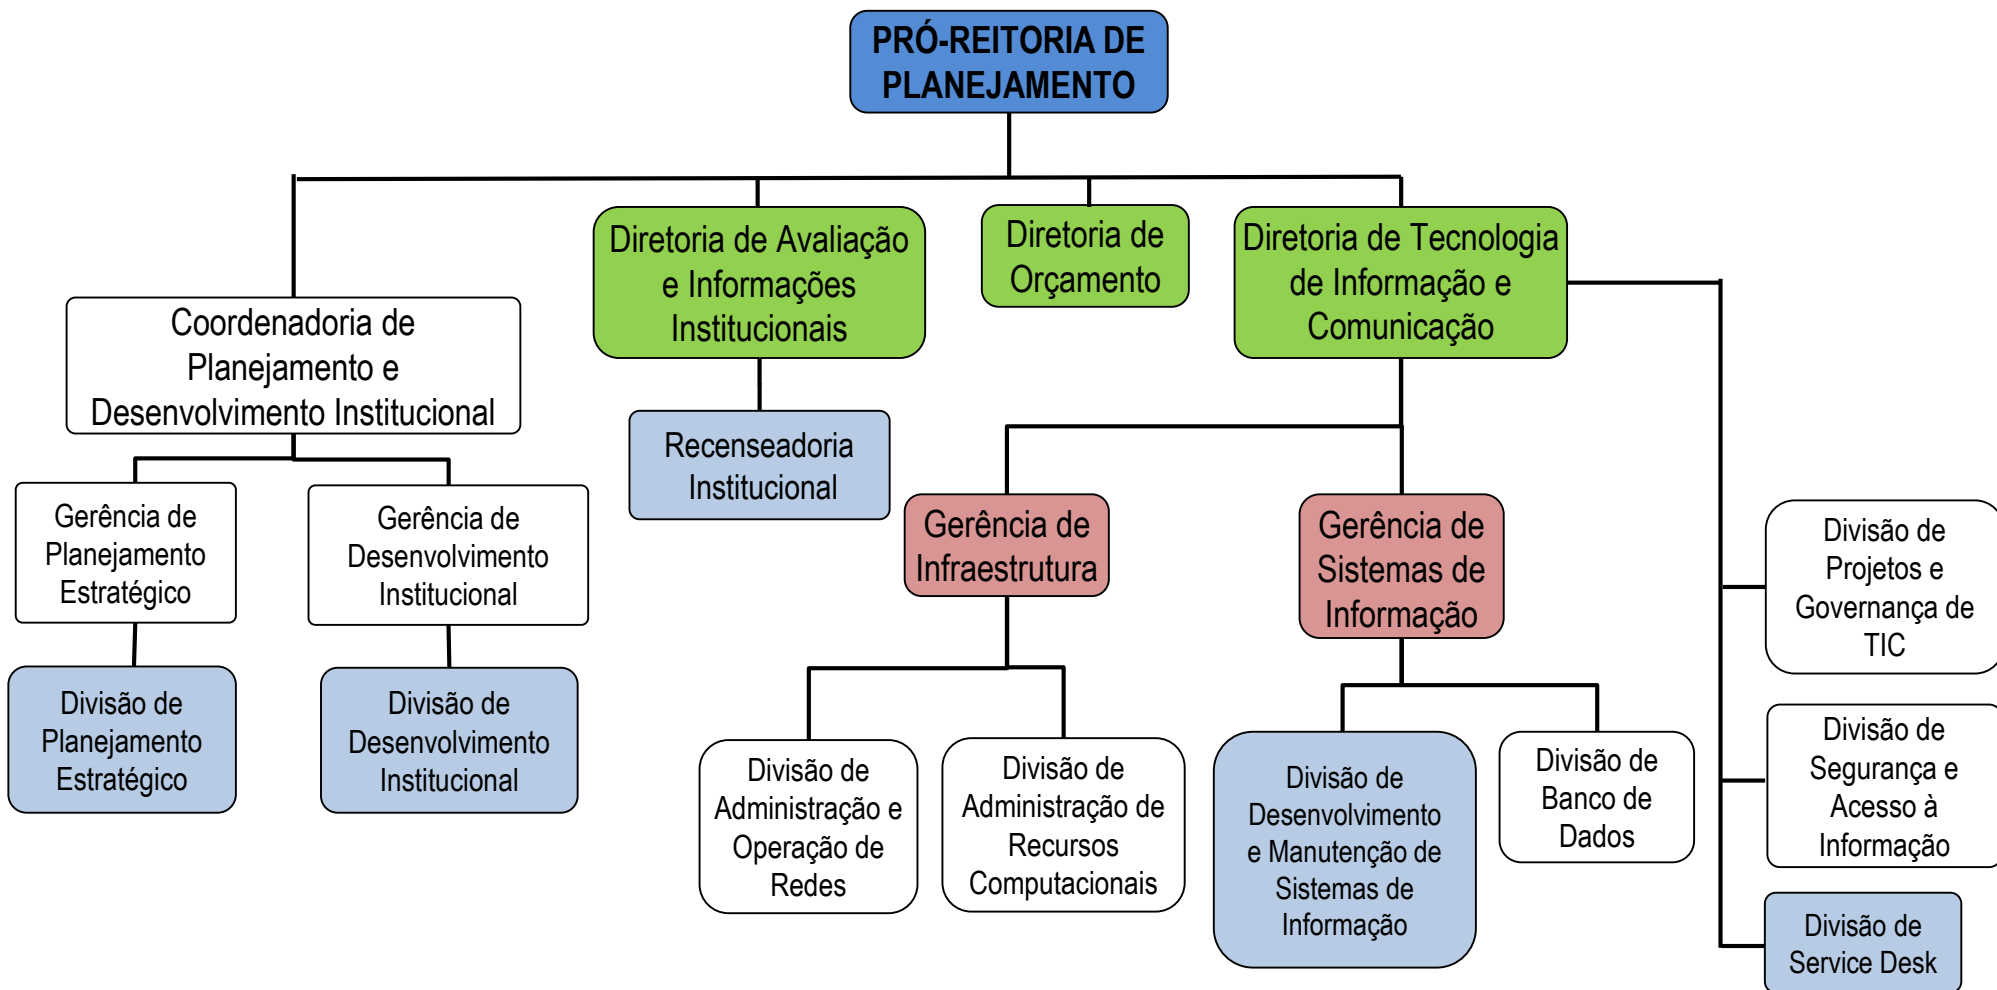 PRÓ-REITORIA DE
PLANEJAMENTO
Diretoria de Avaliação
e Informações
Institucionais
Diretoria de
Orçamento
Diretoria de Tecnologia
de Informação e
Comunicação
Coordenadoria de
Planejamento e
Desenvolvimento Institucional
Recenseadoria
Institucional
Gerência de
Planejamento
Estratégico
Gerência de
Desenvolvimento
Institucional
Gerência de
Infraestrutura
Gerência de
Sistemas de
Informação
Divisão de
Projetos e
Governança de
TIC
Divisão de
Planejamento
Estratégico
Divisão de
Desenvolvimento
Institucional
Divisão de
Administração e
Operação de
Redes
Divisão de
Administração de
Recursos
Computacionais
Divisão de
Desenvolvimento
e Manutenção de
Sistemas de
Informação
Divisão de
Banco de
Dados
Divisão de
Segurança e
Acesso à
Informação
Divisão de
Service Desk